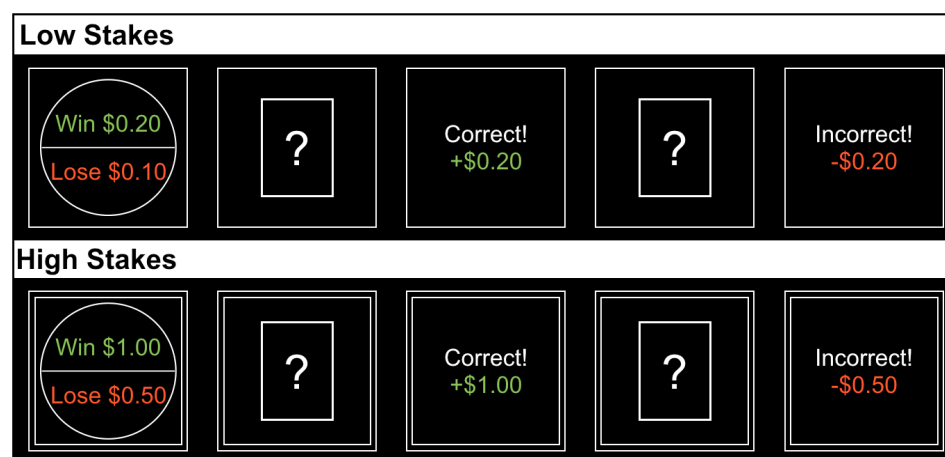 Low Stakes
Win $0.20
Lose $0.10
?
Correct!
+$0.20
?
Incorrect!
-$0.20
High Stakes
Win $1.00
Lose $0.50
?
Correct!
+$1.00
?
Incorrect!
-$0.50